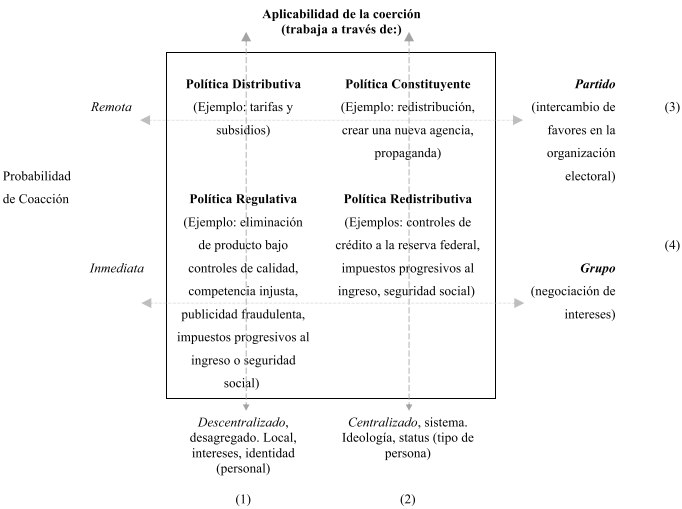 Aplicabilidad de la coerción
(trabaja a través de:)
Política Distributiva
(Ejemplo: tarifas y
subsidios)
Política Constituyente
(Ejemplo: redistribución,
crear una nueva agencia,
propaganda)
Partido
(intercambio de
favores en la
organización
electoral)
(3)
Remota
Probabilidad
de Coacción
Política Regulativa
(Ejemplo: eliminación
de producto bajo
controles de calidad,
competencia injusta,
publicidad fraudulenta,
impuestos progresivos al
ingreso o seguridad
social)
Política Redistributiva
(Ejemplos: controles de
crédito a la reserva federal,
impuestos progresivos al
ingreso, seguridad social)
(4)
Inmediata
Grupo
(negociación de
intereses)
Descentralizado,
desagregado. Local,
intereses, identidad
(personal)
Centralizado, sistema.
Ideología, status (tipo de
persona)
(1)
(2)